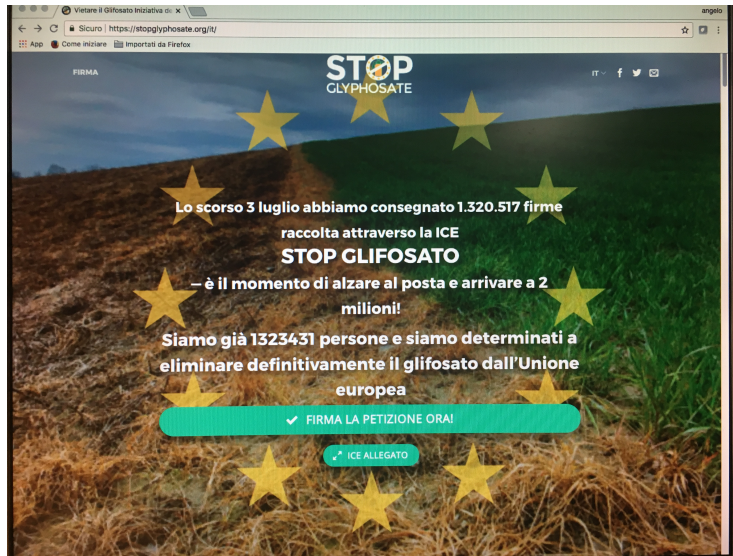 Vietare il Glifosato Iniziativa di
angelo
Sicuro | https://stopglyphosate.org/it/
App Come iniziare Importati da Firefox
FIRMA
STOP
GLYPHOSATE
IT
Lo scorso 3 luglio abbiamo consegnato 1.320.517 firme
raccolta attraverso la ICE
STOP GLIFOSATO
— è il momento di alzare al posta e arrivare a 2
milioni!
Siamo già 1323431 persone e siamo determinati a
eliminare definitivamente il glifosato dall'Unione
europea
FIRMA LA PETIZIONE ORA!
ICE ALLEGATO